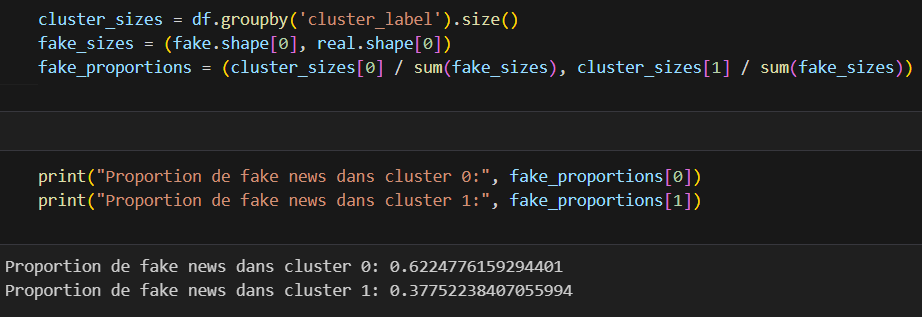 cluster_sizes = df.groupby('cluster_label').size()
fake_sizes = (fake.shape[0], real.shape[0])
fake_proportions = (cluster_sizes[0] / sum(fake_sizes), cluster_sizes[1] / sum(fake_sizes))
print("Proportion de fake news dans cluster 0:", fake_proportions[0])
print("Proportion de fake news dans cluster 1:", fake_proportions[1])
Proportion de fake news dans cluster 0: 0.6224776159294401
Proportion de fake news dans cluster 1: 0.37752238407055994